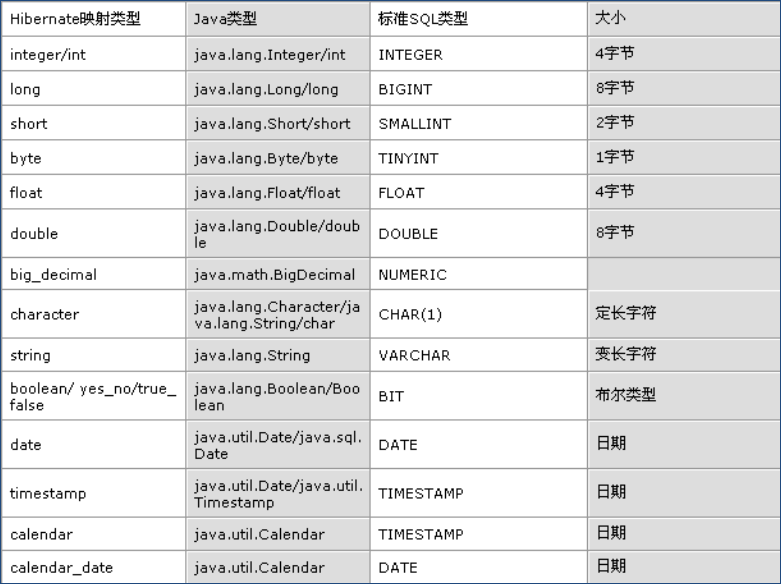 Hibernate映射类型 Java类型 标准SQL类型 大小
integer/int java.lang.Integer/int INTEGER 4字节
long java.lang.Long/long BIGINT 8字节
short java.lang.Short/short SMALLINT 2字节
byte java.lang.Byte/byte TINYINT 1字节
float java.lang.Float/float FLOAT 4字节
double java.lang.Double/doub
le DOUBLE 8字节
big_decimal java.math.BigDecimal NUMERIC
character java.lang.Character/ja
va.lang.String/char CHAR(1) 定长字符
string java.lang.String VARCHAR 变长字符
boolean/ yes_no/true_
false java.lang.Boolean/Boo
lean BIT 布尔类型
date java.util.Date/java.sql.
Date DATE 日期
timestamp java.util.Date/java.util.
Timestamp TIMESTAMP 日期
calendar java.util.Calendar TIMESTAMP 日期
calendar_date java.util.Calendar DATE 日期